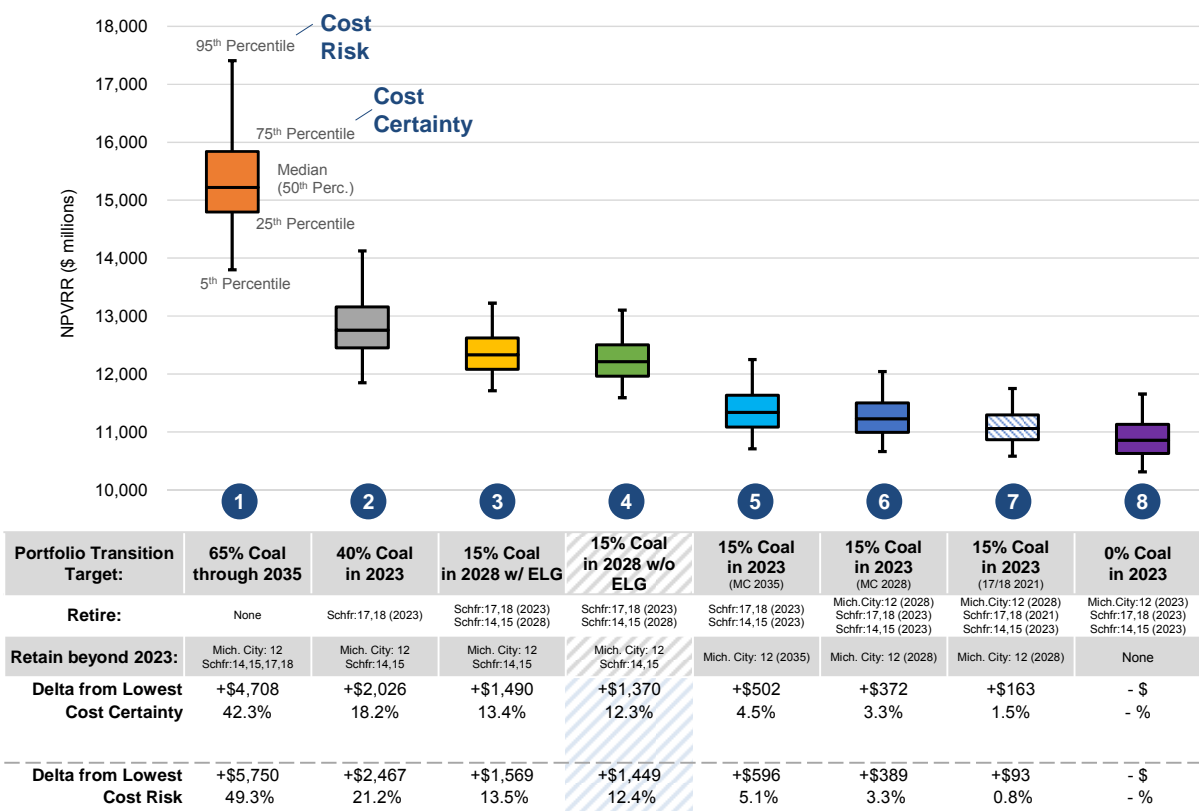 18,000
17,000
16,000
15,000
14,000
13,000
12,000
11,000
10,000
NPVRR ($ millions)
Cost
Risk
95th Percentile
Cost
Certainty
75th Percentile
Median
(50th Perc.)
25th Percentile
5th Percentile
1 2 3 4 5 6 7 8
Portfolio Transition
Target:
65% Coal
through 2035
40% Coal
in 2023
15% Coal
in 2028 w/ ELG
15% Coal
in 2028 w/o
ELG
15% Coal
in 2023
(MC 2035)
15% Coal
in 2023
(MC 2028)
15% Coal
in 2023
(17/18 2021)
0% Coal
in 2023
Retire:
None
Schfr:17,18 (2023)
Schfr:17,18 (2023)
Schfr:14,15 (2028)
Schfr:17,18 (2023)
Schfr:14,15 (2028)
Schfr:17,18 (2023)
Schfr:14,15 (2023)
Mich.City:12 (2028)
Schfr:17,18 (2023)
Schfr:14,15 (2023)
Mich.City:12 (2028)
Schfr:17,18 (2021)
Schfr:14,15 (2023)
Mich.City:12 (2023)
Schfr:17,18 (2023)
Schfr:14,15 (2023)
Retain beyond 2023:
Mich. City: 12
Schfr:14,15,17,18
Mich. City: 12
Schfr:14,15
Mich. City: 12
Schfr:14,15
Mich. City: 12
Schfr:14,15
Mich. City: 12 (2035)
Mich. City: 12 (2028)
Mich. City: 12 (2028)
None
Delta from Lowest +$4,708 +$2,026 +$1,490 +$1,370 +$502 +$372 +$163 - $
Cost Certainty 42.3% 18.2% 13.4% 12.3% 4.5% 3.3% 1.5% - %
Delta from Lowest +$5,750 +$2,467 +$1,569 +$1,449 +$596 +$389 +$93 - $
Cost Risk 49.3% 21.2% 13.5% 12.4% 5.1% 3.3% 0.8% - %